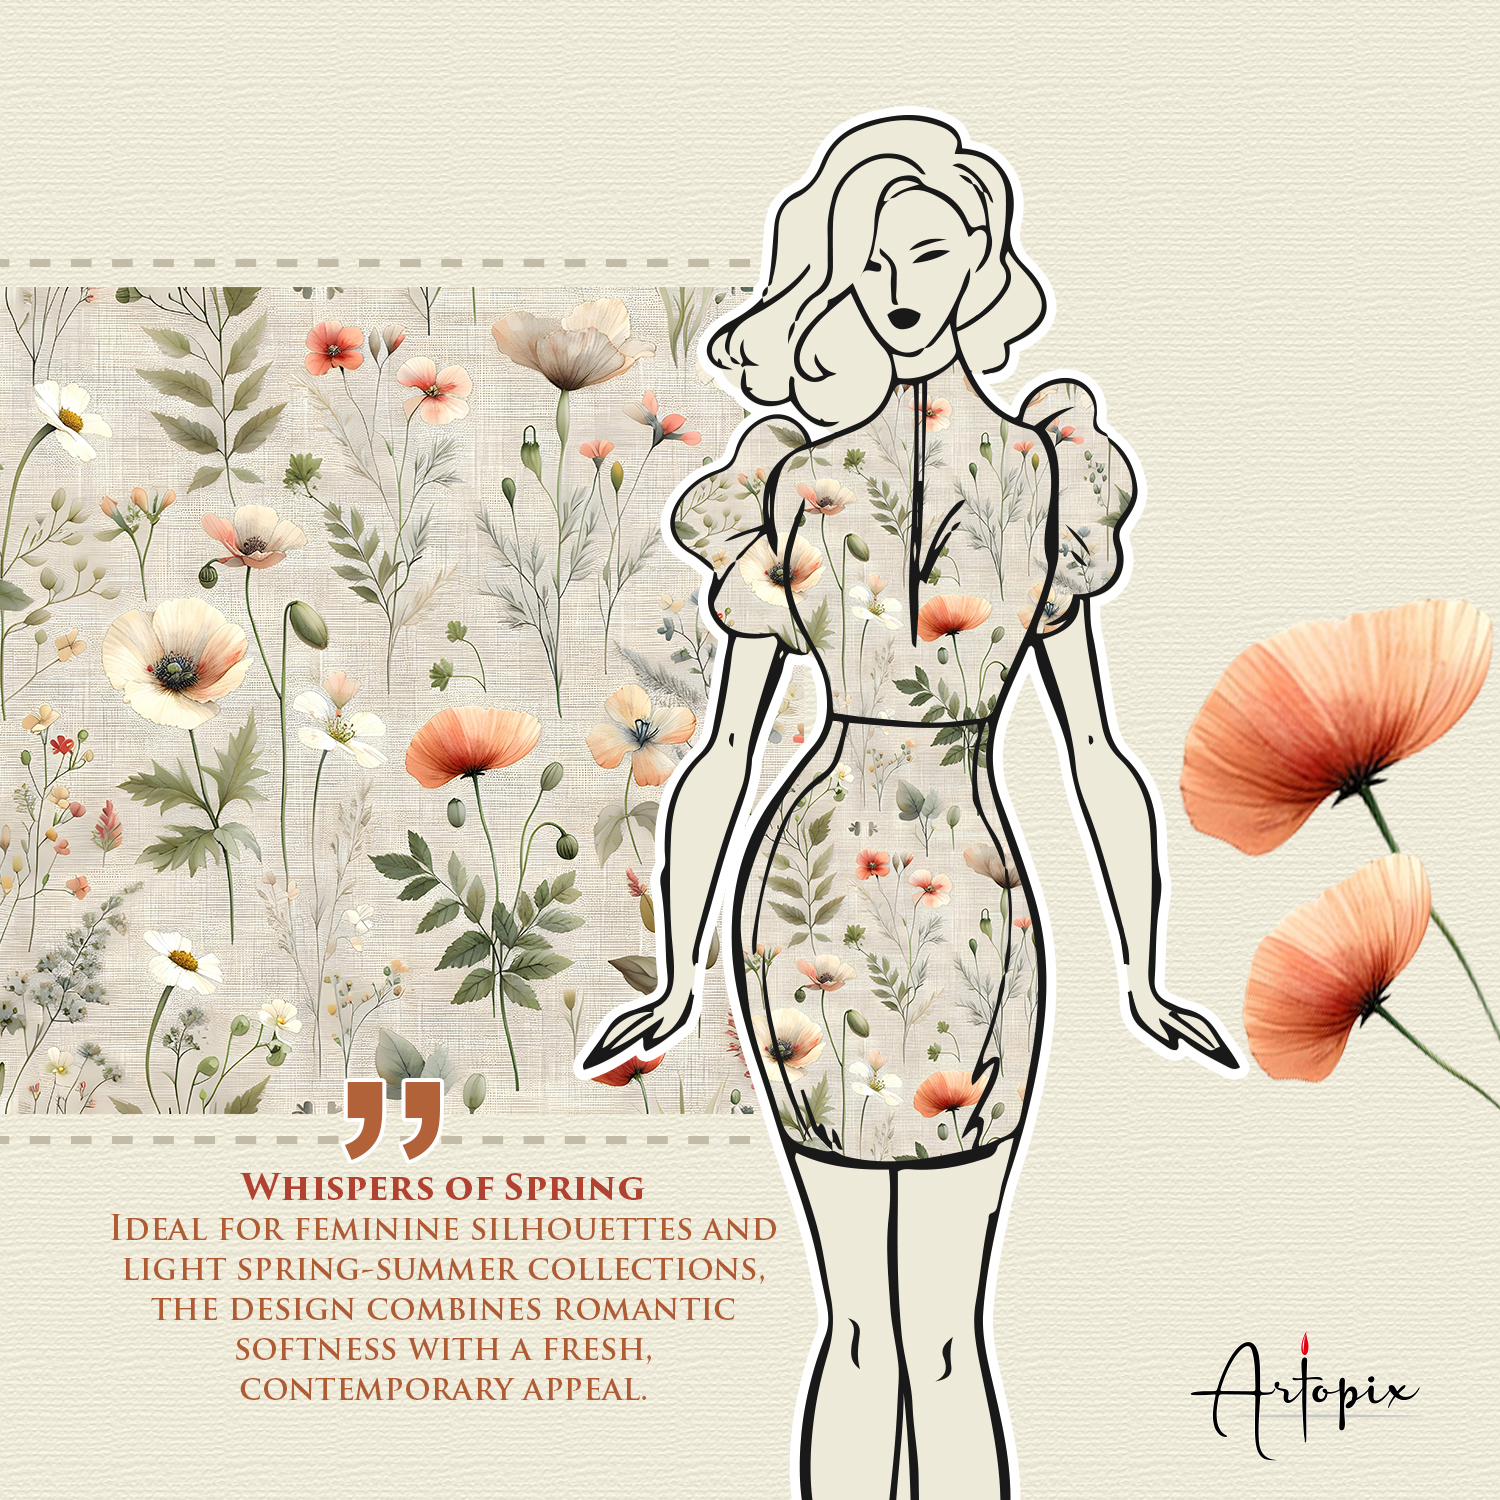 Whispers of Spring
Ideal for feminine silhouettes and
light spring-summer collections,
the design combines romantic
softness with a fresh,
contemporary appeal.
Artopix